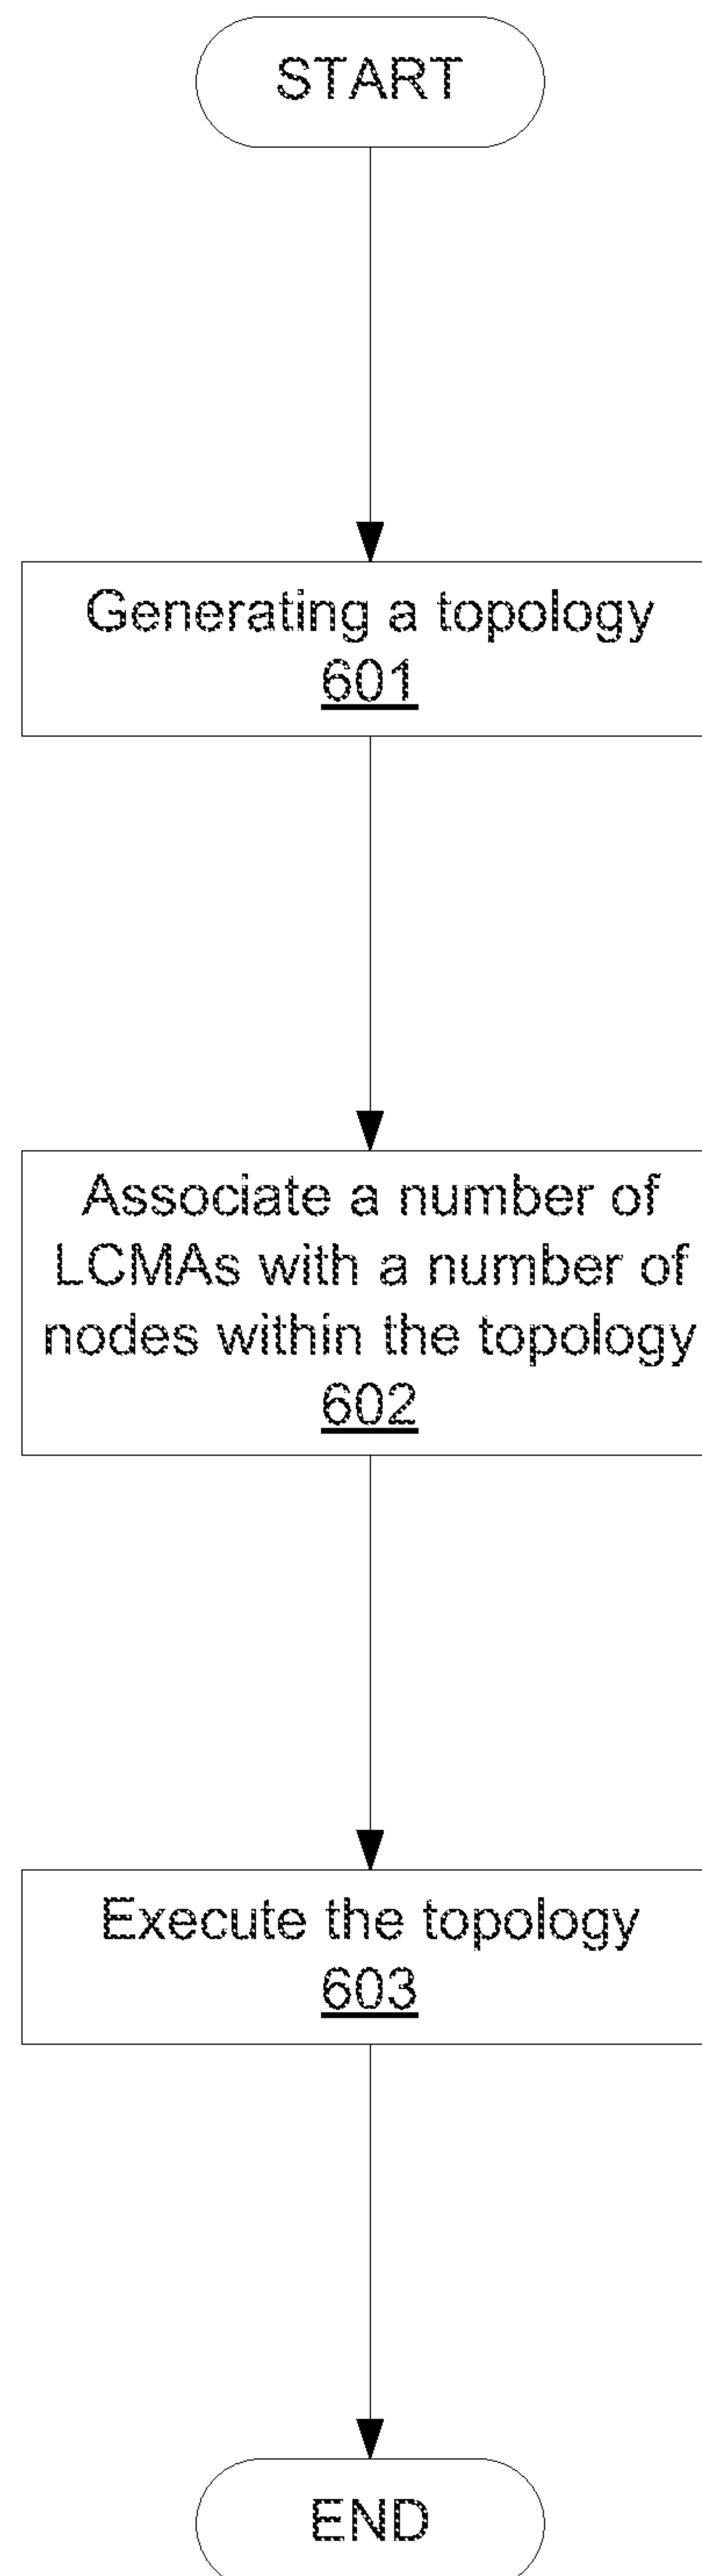 START
Generating a topology
601
Associate a number of
LCMAs with a number of
nodes within the topology
602
Execute the topology
603
END